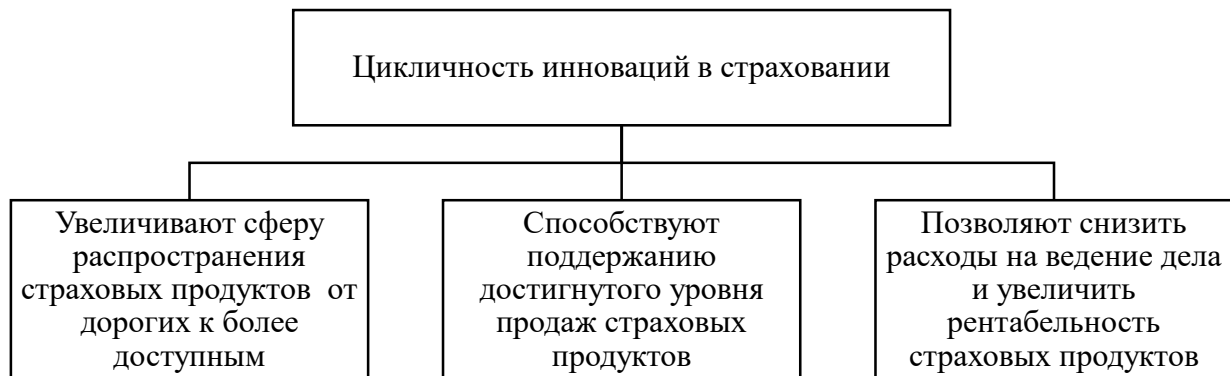 Цикличность инноваций в страховании
Увеличивают сферу
распространения
страховых продуктов от
дорогих к более
доступным
Способствуют
поддержанию
достигнутого уровня
продаж страховых
продуктов
Позволяют снизить
расходы на ведение дела
и увеличить
рентабельность
страховых продуктов